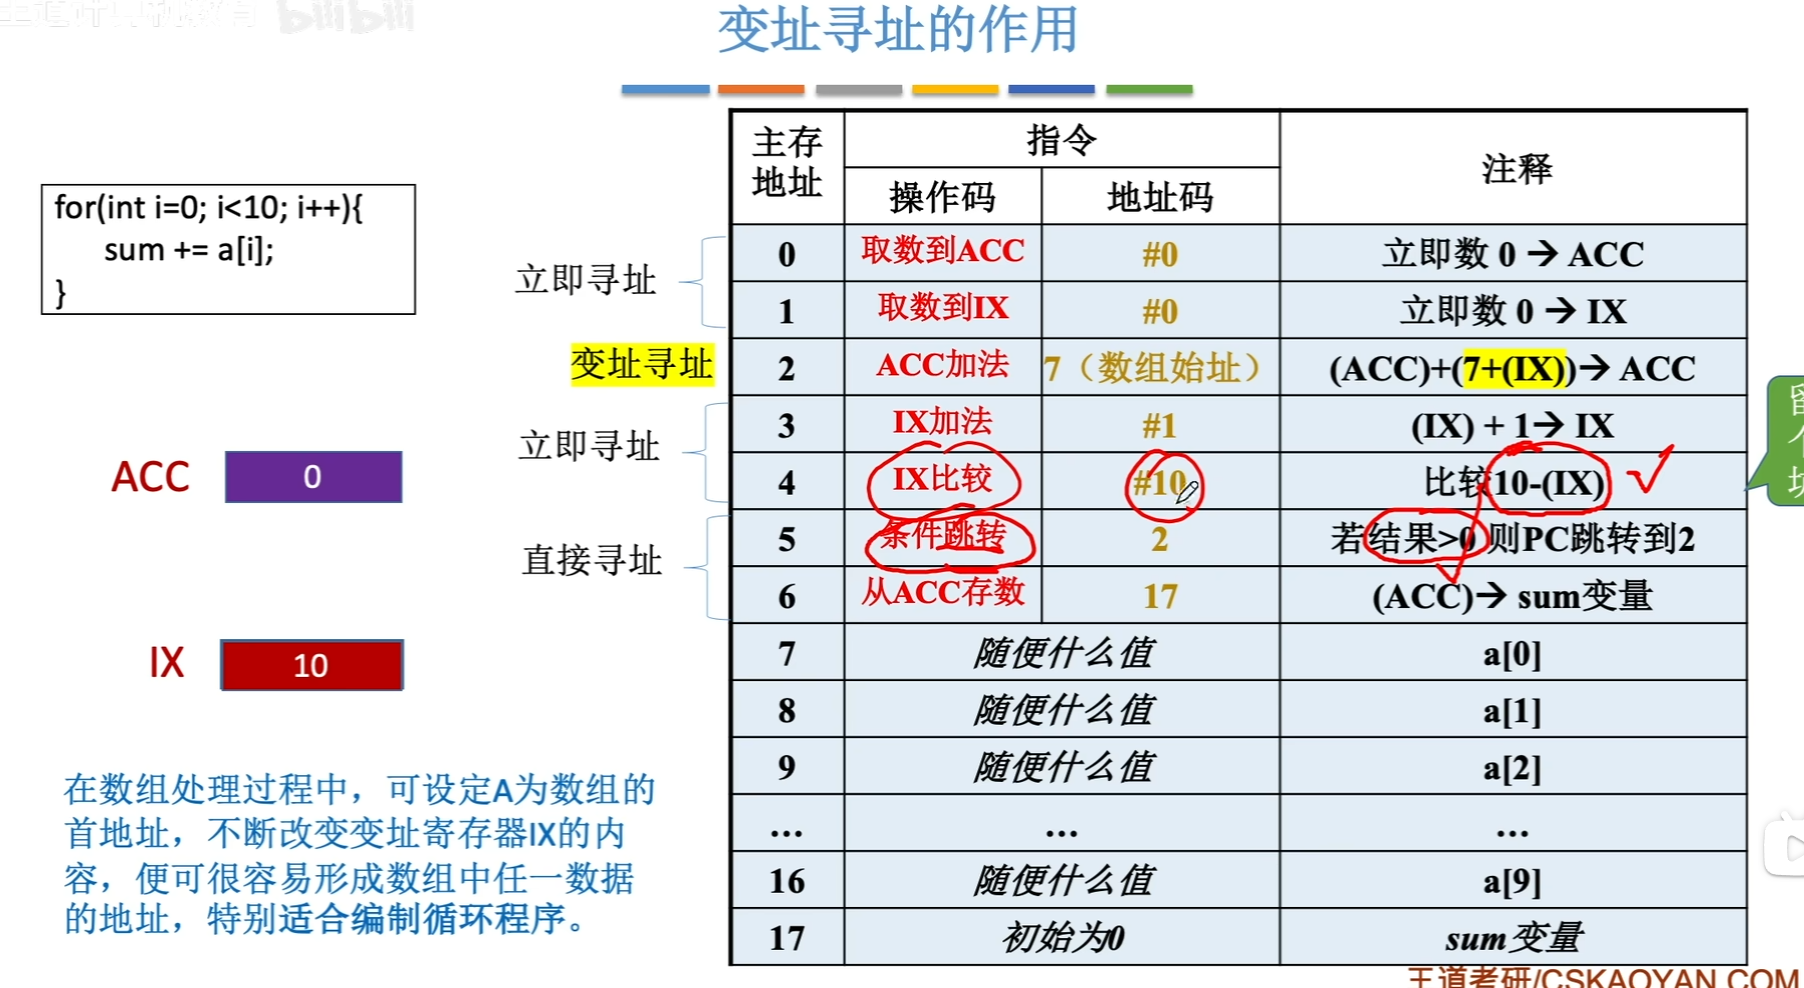 bilibili
变址寻址的作用
for(int i=0; i<10; i++){
sum += a[i];
}
立即寻址
变址寻址
立即寻址
直接寻址
ACC 0
IX 10
在数组处理过程中，可设定A为数组的
首地址，不断改变变址寄存器IX的内
容，便可很容易形成数组中任一数据
的地址，特别适合编制循环程序。
主存地址 指令 注释
操作码 地址码
0 取数到ACC #0 立即数 0 → ACC
1 取数到IX #0 立即数 0 → IX
2 ACC加法 7（数组始址） (ACC)+(7+(IX))→ ACC
3 IX加法 #1 (IX) + 1→ IX
4 IX比较 #10 比较10-(IX)
5 条件跳转 2 若结果>0 则PC跳转到2
6 从ACC存数 17 (ACC)→ sum变量
7 随便什么值 a[0]
8 随便什么值 a[1]
9 随便什么值 a[2]
... ... ...
16 随便什么值 a[9]
17 初始为0 sum变量
王道考研/CSKAOYAN.COM